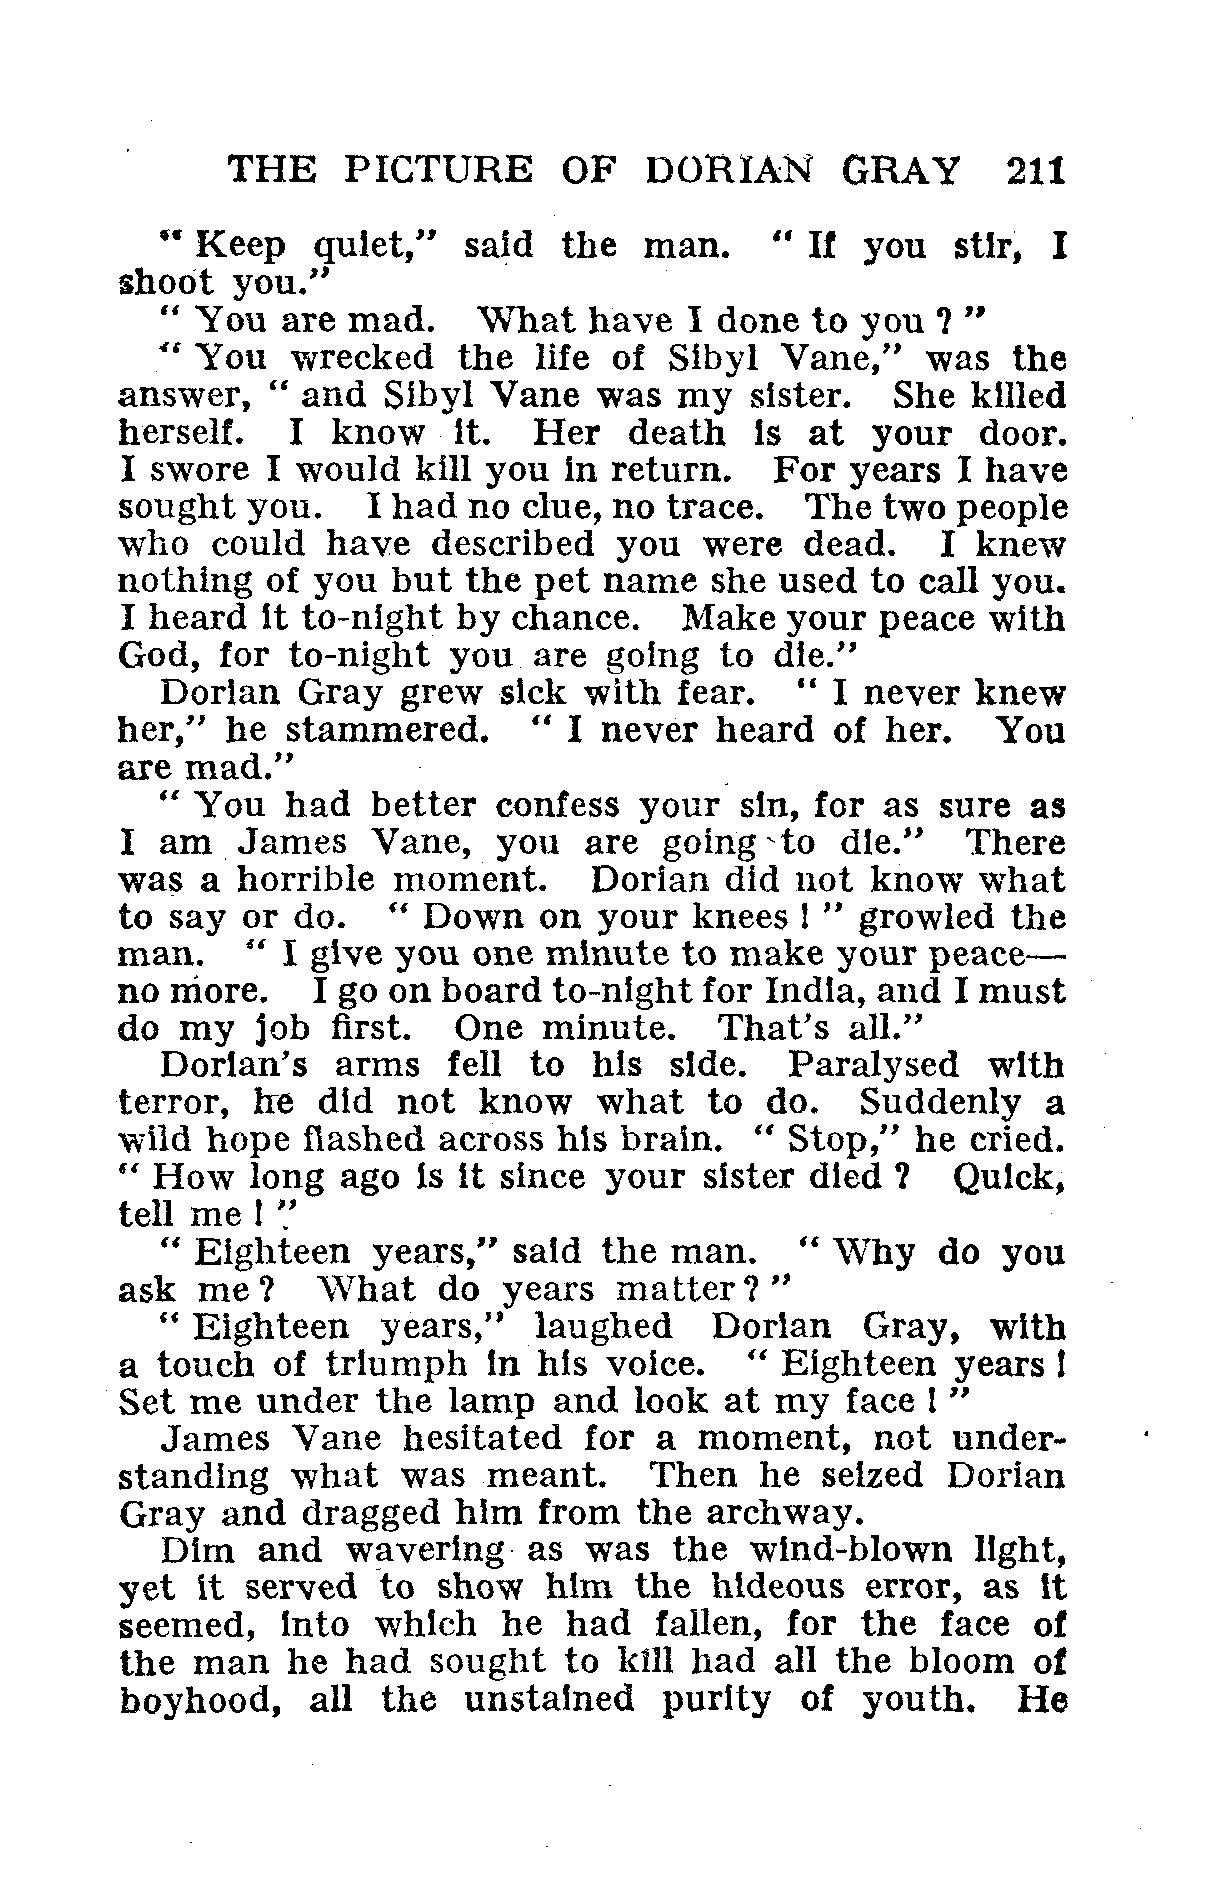 THE PICTURE OF DORIAN GRAY 211
“ Keep quiet,” said the man. “ If you stir, I
shoot you.”
“ You are mad. What have I done to you ? ”
“ You wrecked the life of Sibyl Vane,” was the
answer, “ and Sibyl Vane was my sister. She killed
herself. I know it. Her death is at your door.
I swore I would kill you in return. For years I have
sought you. I had no clue, no trace. The two people
who could have described you were dead. I knew
nothing of you but the pet name she used to call you.
I heard it to-night by chance. Make your peace with
God, for to-night you are going to die.”
Dorian Gray grew sick with fear. “ I never knew
her,” he stammered. “ I never heard of her. You
are mad.”
“ You had better confess your sin, for as sure as
I am James Vane, you are going to die.” There
was a horrible moment. Dorian did not know what
to say or do. “ Down on your knees ! ” growled the
man. “ I give you one minute to make your peace—
no more. I go on board to-night for India, and I must
do my job first. One minute. That’s all.”
Dorian’s arms fell to his side. Paralysed with
terror, he did not know what to do. Suddenly a
wild hope flashed across his brain. “ Stop,” he cried.
“ How long ago is it since your sister died ? Quick,
tell me ! ”
“ Eighteen years,” said the man. “ Why do you
ask me ? What do years matter ? ”
“ Eighteen years,” laughed Dorian Gray, with
a touch of triumph in his voice. “ Eighteen years !
Set me under the lamp and look at my face ! ”
James Vane hesitated for a moment, not under-
standing what was meant. Then he seized Dorian
Gray and dragged him from the archway.
Dim and wavering as was the wind-blown light,
yet it served to show him the hideous error, as it
seemed, into which he had fallen, for the face of
the man he had sought to kill had all the bloom of
boyhood, all the unstained purity of youth. He